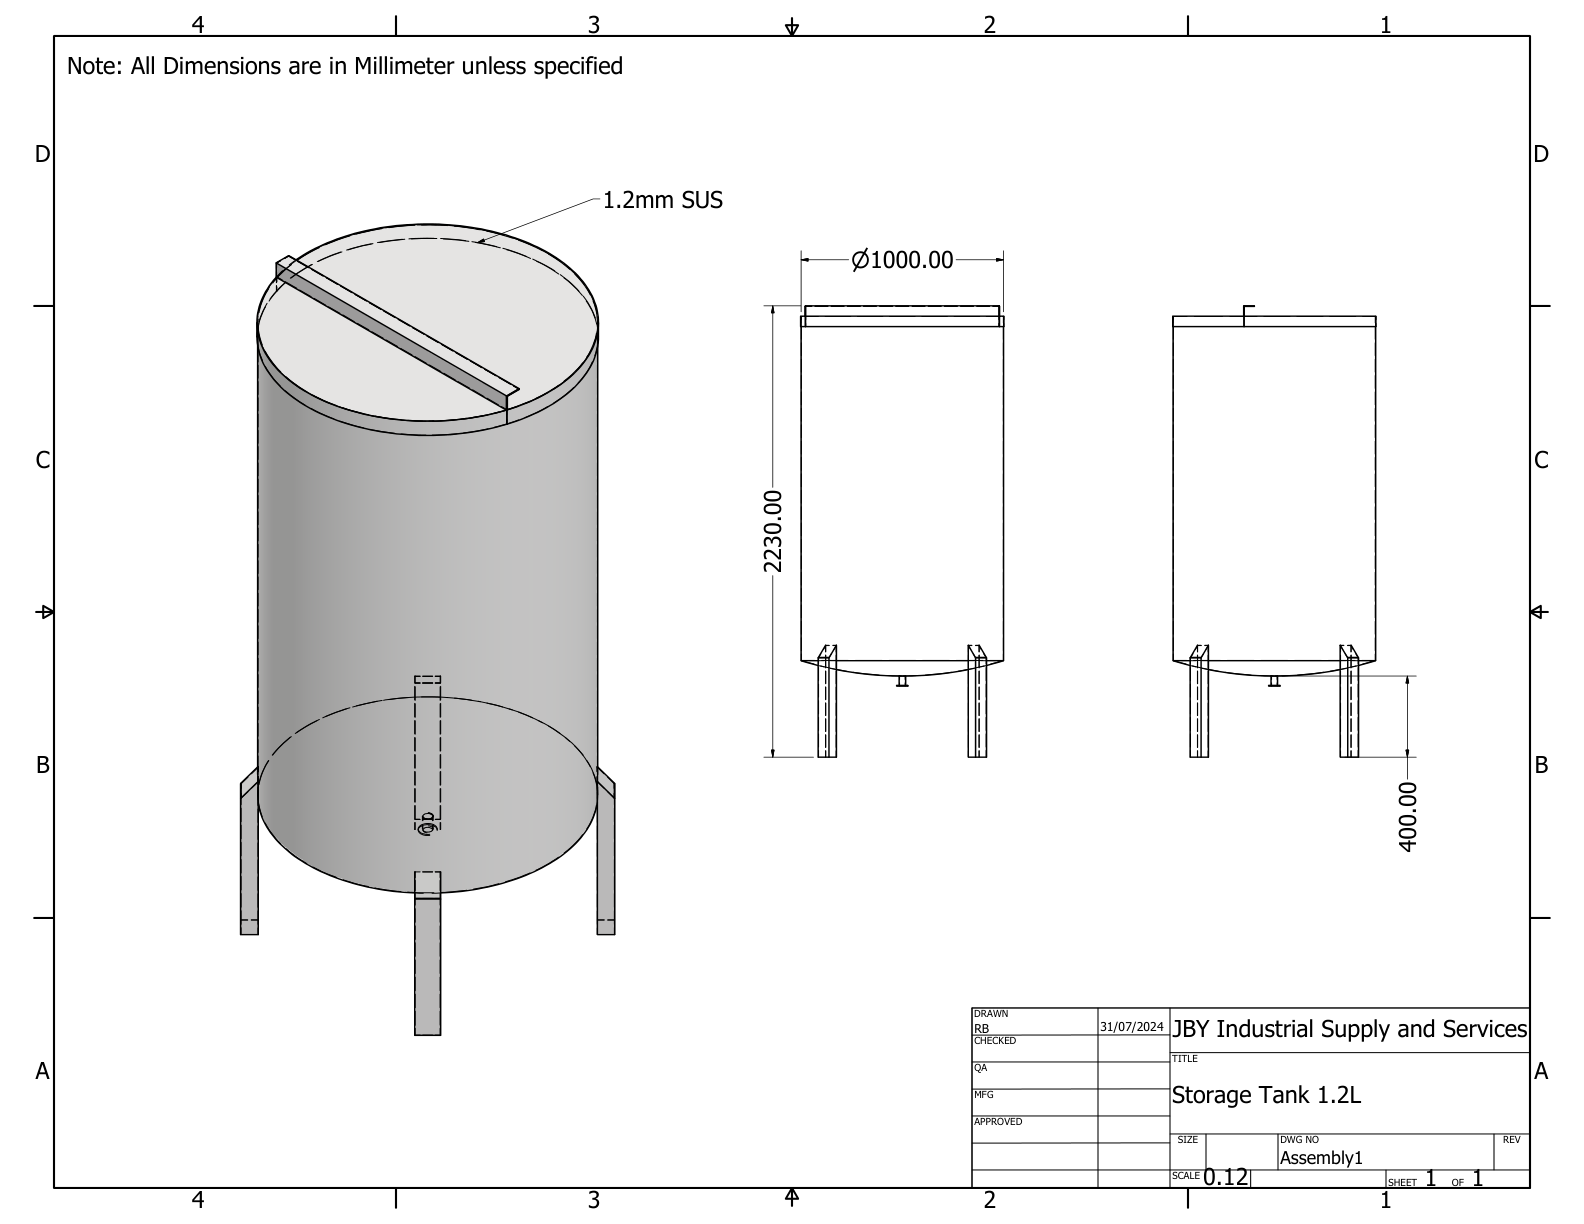 4 3 2 1
Note: All Dimensions are in Millimeter unless specified
D D
1.2mm SUS
Ø1000.00
2230.00
C C
B B
400.00
DRAWN
RB
31/07/2024
JBY Industrial Supply and Services
CHECKED
QA
MFG
APPROVED
TITLE
Storage Tank 1.2L
SIZE
DWG NO
Assembly1
REV
SCALE 0.12
SHEET 1 OF 1
A A
4 3 2 1